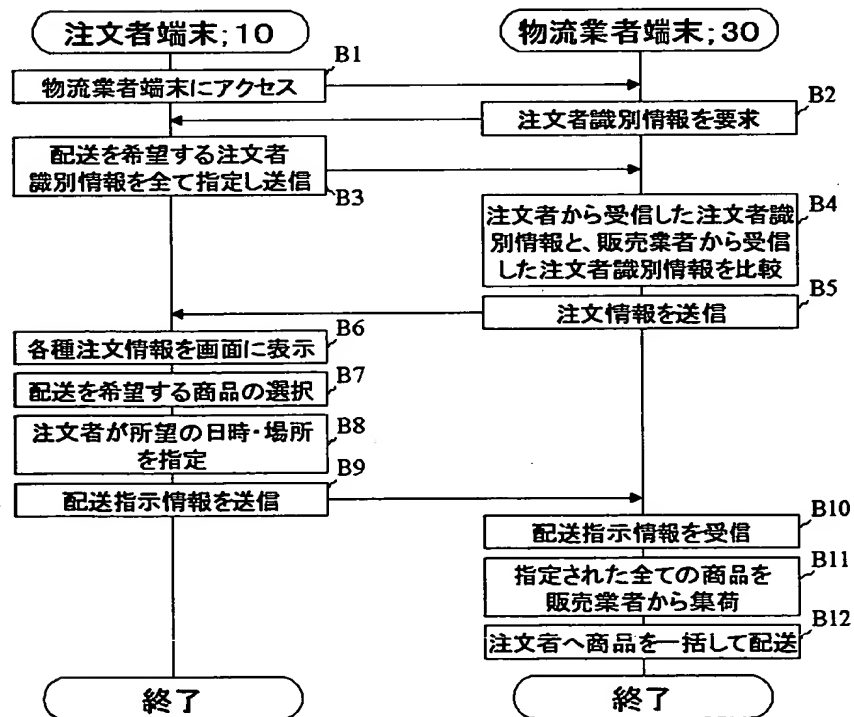 注文者端末;10
物流業者端末;30
B1
物流業者端末にアクセス
B2
注文者識別情報を要求
配送を希望する注文者
識別情報を全て指定し送信
B3
B4
注文者から受信した注文者識
別情報と、販売業者から受信
した注文者識別情報を比較
B5
注文情報を送信
B6
各種注文情報を画面に表示
B7
配送を希望する商品の選択
B8
注文者が所望の日時・場所
を指定
B9
配送指示情報を送信
B10
配送指示情報を受信
B11
指定された全ての商品を
販売業者から集荷
B12
注文者へ商品を一括して配送
終了
終了